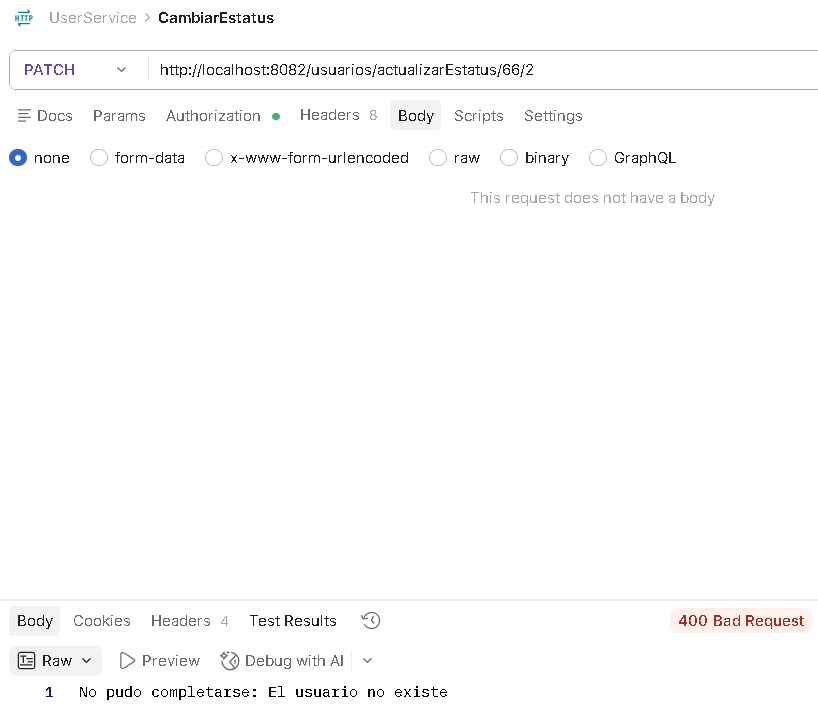 HTTP UserService > CambiarEstatus
PATCH http://localhost:8082/usuarios/actualizarEstatus/66/2
Docs Params Authorization Headers 8 Body Scripts Settings
none form-data x-www-form-urlencoded raw binary GraphQL
This request does not have a body
Body Cookies Headers 4 Test Results 400 Bad Request
Raw Preview Debug with AI
1 No pudo completarse: El usuario no existe